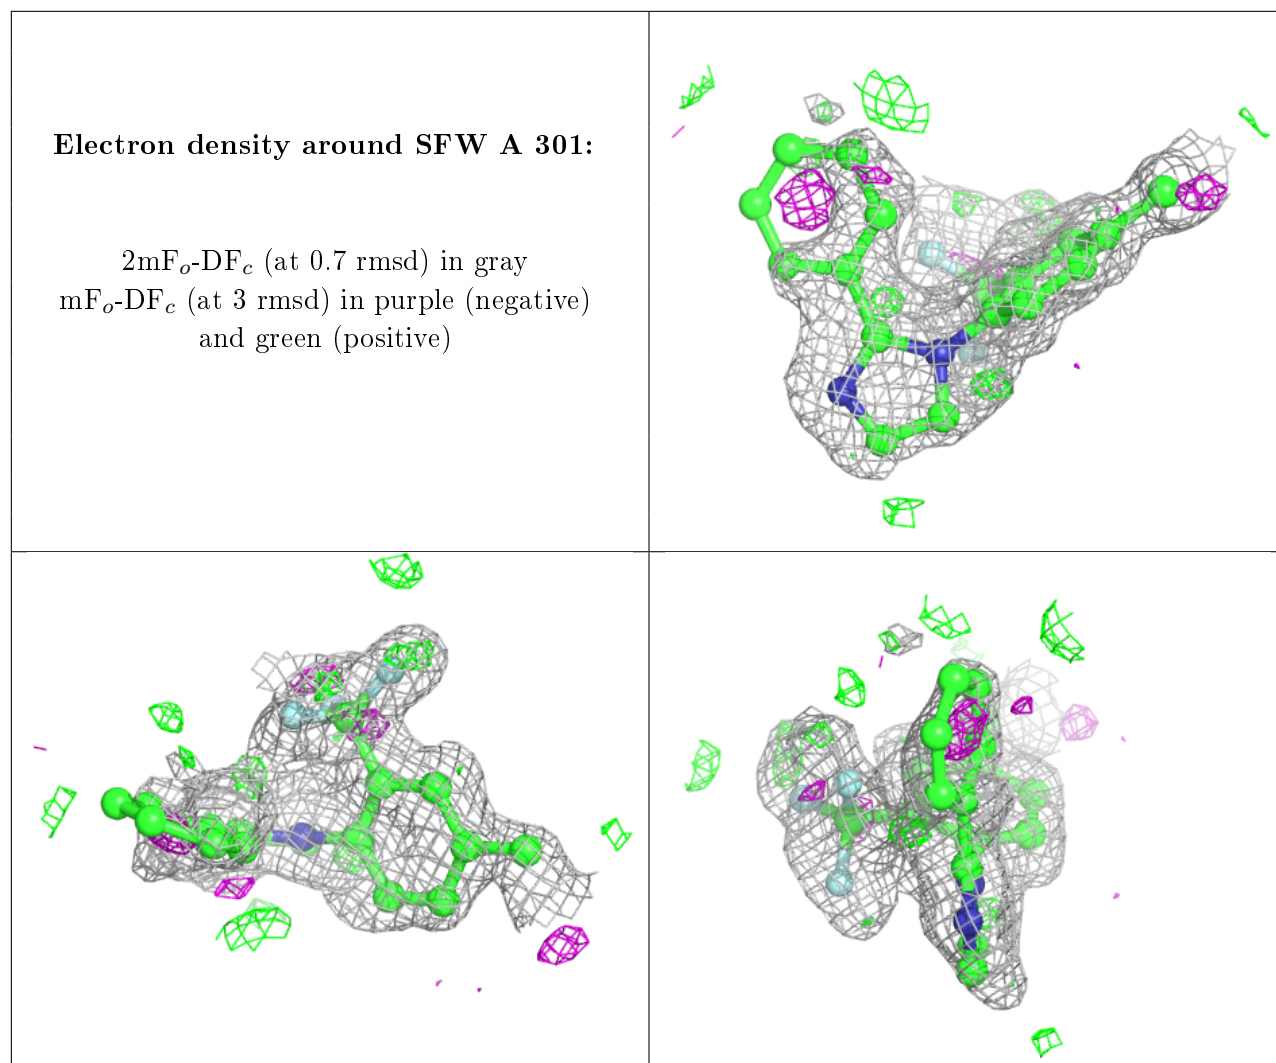 Electron density around SFW A 301:
2mFo-DFc (at 0.7 rmsd) in gray
mFo-DFc (at 3 rmsd) in purple (negative)
and green (positive)